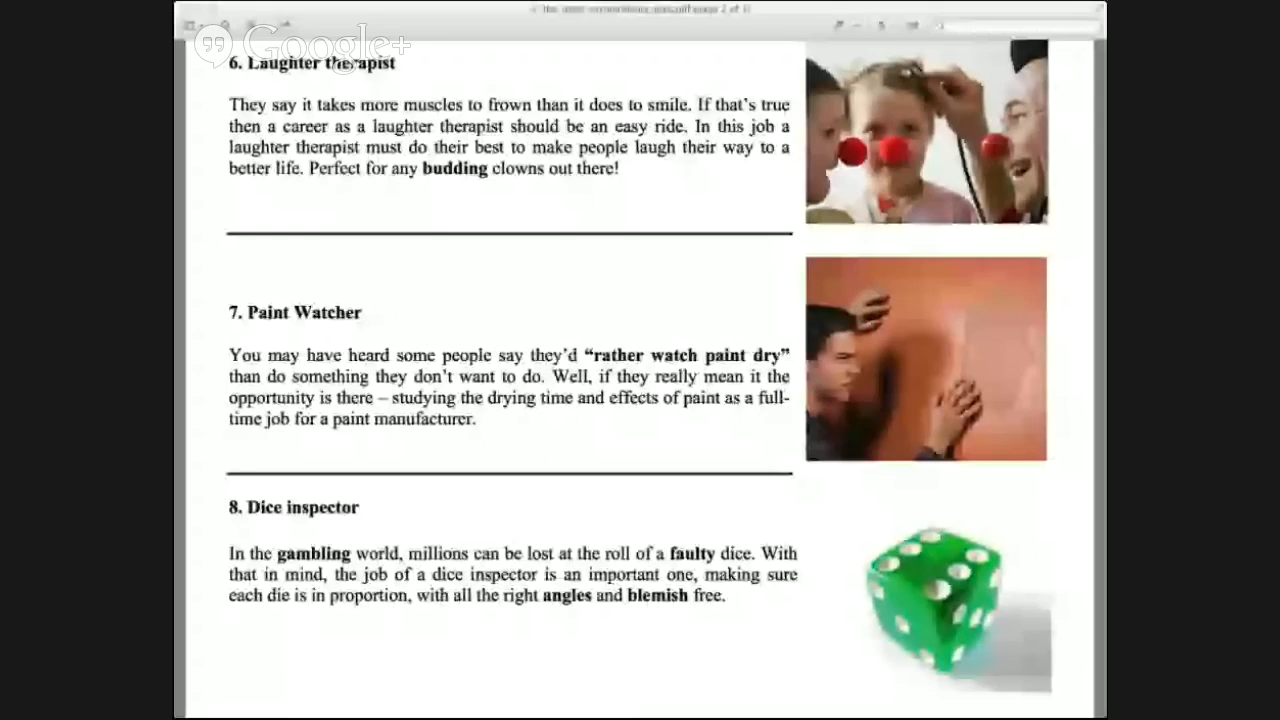 Google+
6. Laughter therapist
They say it takes more muscles to frown than it does to smile. If that's true
then a career as a laughter therapist should be an easy ride. In this job a
laughter therapist must do their best to make people laugh their way to a
better life. Perfect for any budding clowns out there!
7. Paint Watcher
You may have heard some people say they'd “rather watch paint dry”
than do something they don't want to do. Well, if they really mean it the
opportunity is there – studying the drying time and effects of paint as a full-
time job for a paint manufacturer.
8. Dice inspector
In the gambling world, millions can be lost at the roll of a faulty dice. With
that in mind, the job of a dice inspector is an important one, making sure
each die is in proportion, with all the right angles and blemish free.